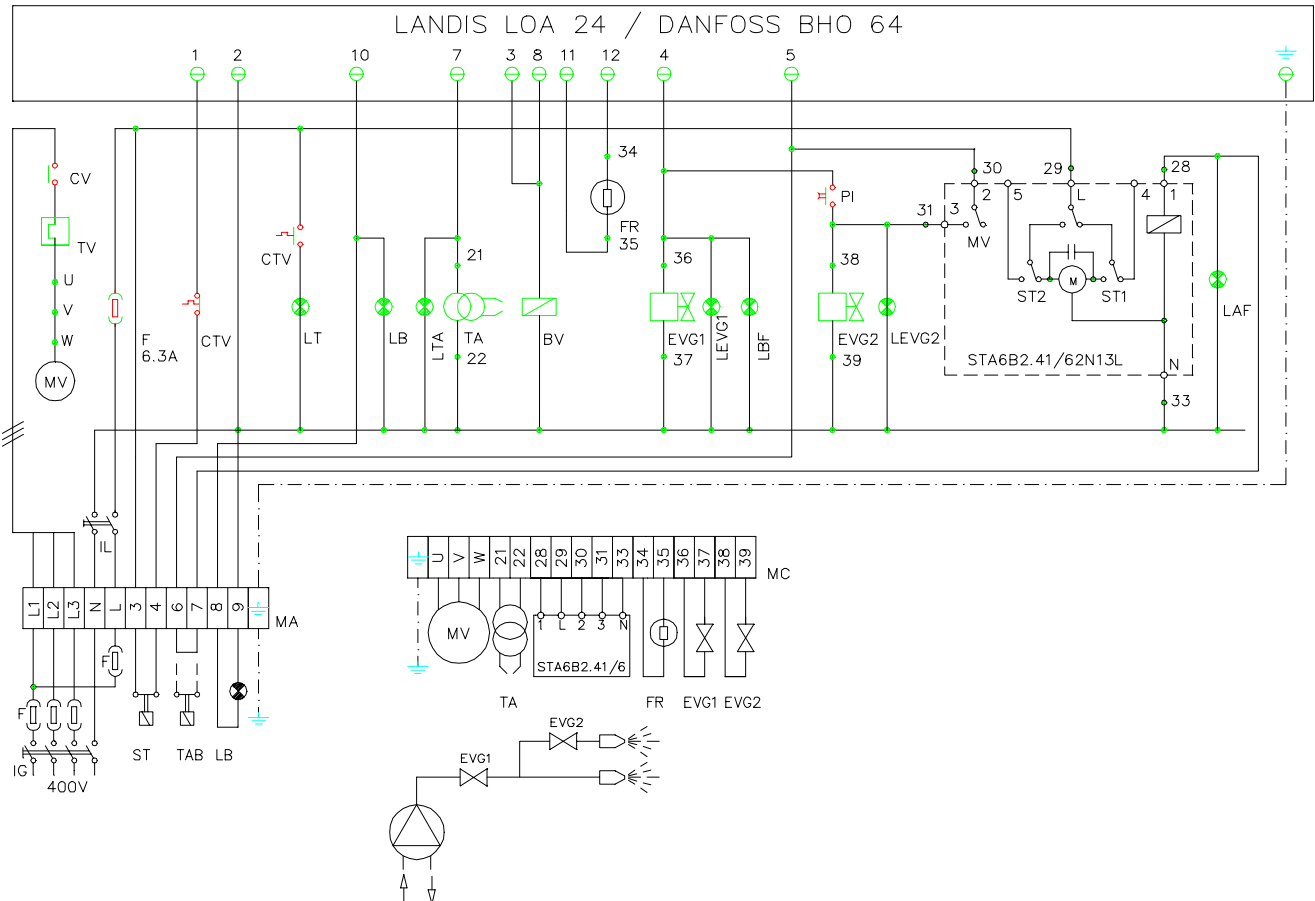 LANDIS LOA 24 / DANFOSS BHO 64
1 2 10 7 3 8 11 12 4 5
CV
TV
U
V
W
MV
F
6.3A
CTV
CTV
LT
LB
LTA
21
TA
22
BV
34
FR
35
36
EVG1
37
LEVG1
LBF
PI
38
EVG2
39
LEVG2
31 3
30
2
MV
5
29
L
4
28
1
ST2
M
ST1
STA6B2.41/62N13L
N
33
LAF
IL
L1 L2 L3 N L 3 4 6 7 8 9
MA
F
F
IG
400V
ST TAB LB
U V W 21 22 28 29 30 31 33 34 35 36 37 38 39
MC
MV
1 L 2 3 N
STA6B2.41/6
TA
FR EVG1 EVG2
EVG2
EVG1